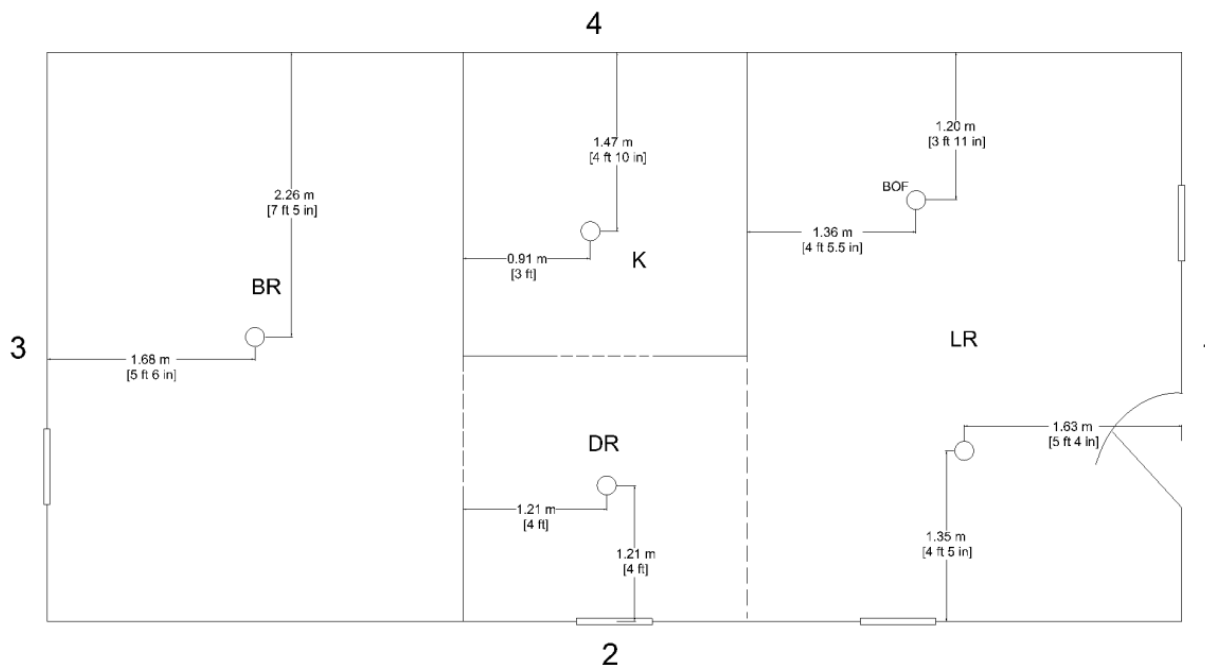 4
1.47 m
[4 ft 10 in]
1.20 m
[3 ft 11 in]
2.26 m
[7 ft 5 in]
BOF
1.36 m
[4 ft 5.5 in]
0.91 m
[3 ft]
K
BR
3
1.68 m
[5 ft 6 in]
LR
DR
1.63 m
[5 ft 4 in]
1.21 m
[4 ft]
1.21 m
[4 ft]
1.35 m
[4 ft 5 in]
2